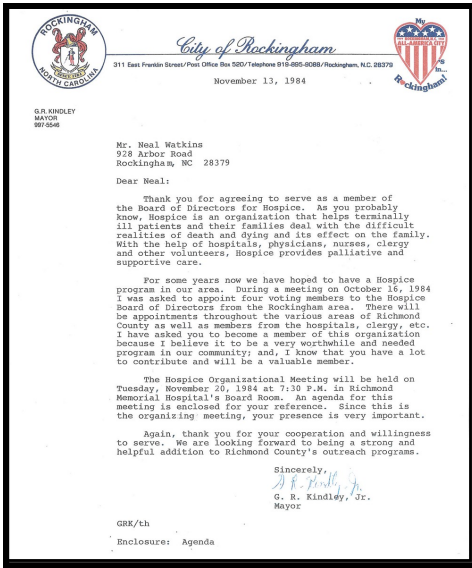 ROCKINGHAM
NORTH CAROLINA
City of Rockingham
311 East Franklin Street/Post Office Box 520/Telephone 919-895-9088/Rockingham, N.C. 28379
My
ROCKINGHAM, N.C.
ALL-AMERICA CITY
♥'s
in...
Rockingham!
November 13, 1984
G.R. KINDLEY
MAYOR
997-5546
Mr. Neal Watkins
928 Arbor Road
Rockingham, NC 28379
Dear Neal:
Thank you for agreeing to serve as a member of
the Board of Directors for Hospice. As you probably
know, Hospice is an organization that helps terminally
ill patients and their families deal with the difficult
realities of death and dying and its effect on the family.
With the help of hospitals, physicians, nurses, clergy
and other volunteers, Hospice provides palliative and
supportive care.
For some years now we have hoped to have a Hospice
program in our area. During a meeting on October 16, 1984
I was asked to appoint four voting members to the Hospice
Board of Directors from the Rockingham area. There will
be appointments throughout the various areas of Richmond
County as well as members from the hospitals, clergy, etc.
I have asked you to become a member of this organization
because I believe it to be a very worthwhile and needed
program in our community; and, I know that you have a lot
to contribute and will be a valuable member.
The Hospice Organizational Meeting will be held on
Tuesday, November 20, 1984 at 7:30 P.M. in Richmond
Memorial Hospital's Board Room. An agenda for this
meeting is enclosed for your reference. Since this is
the organizing meeting, your presence is very important.
Again, thank you for your cooperation and willingness
to serve. We are looking forward to being a strong and
helpful addition to Richmond County's outreach programs.
Sincerely,
G. R. Kindley, Jr.
G. R. Kindley, Jr.
Mayor
GRK/th
Enclosure: Agenda